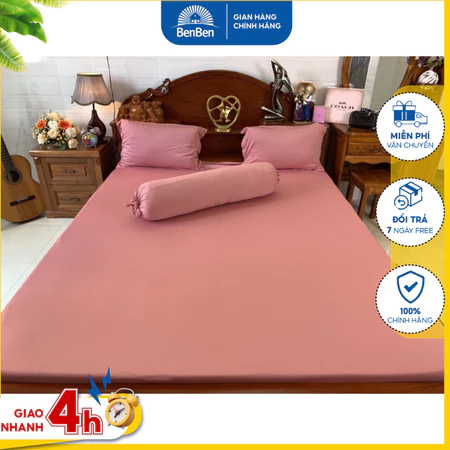 BenBen
GIAN HÀNG
CHÍNH HÃNG
COACH
MIỄN PHÍ
VẬN CHUYỂN
ĐỔI TRẢ
7 NGÀY FREE
100%
CHÍNH HÃNG
GIAO
NHANH
4h